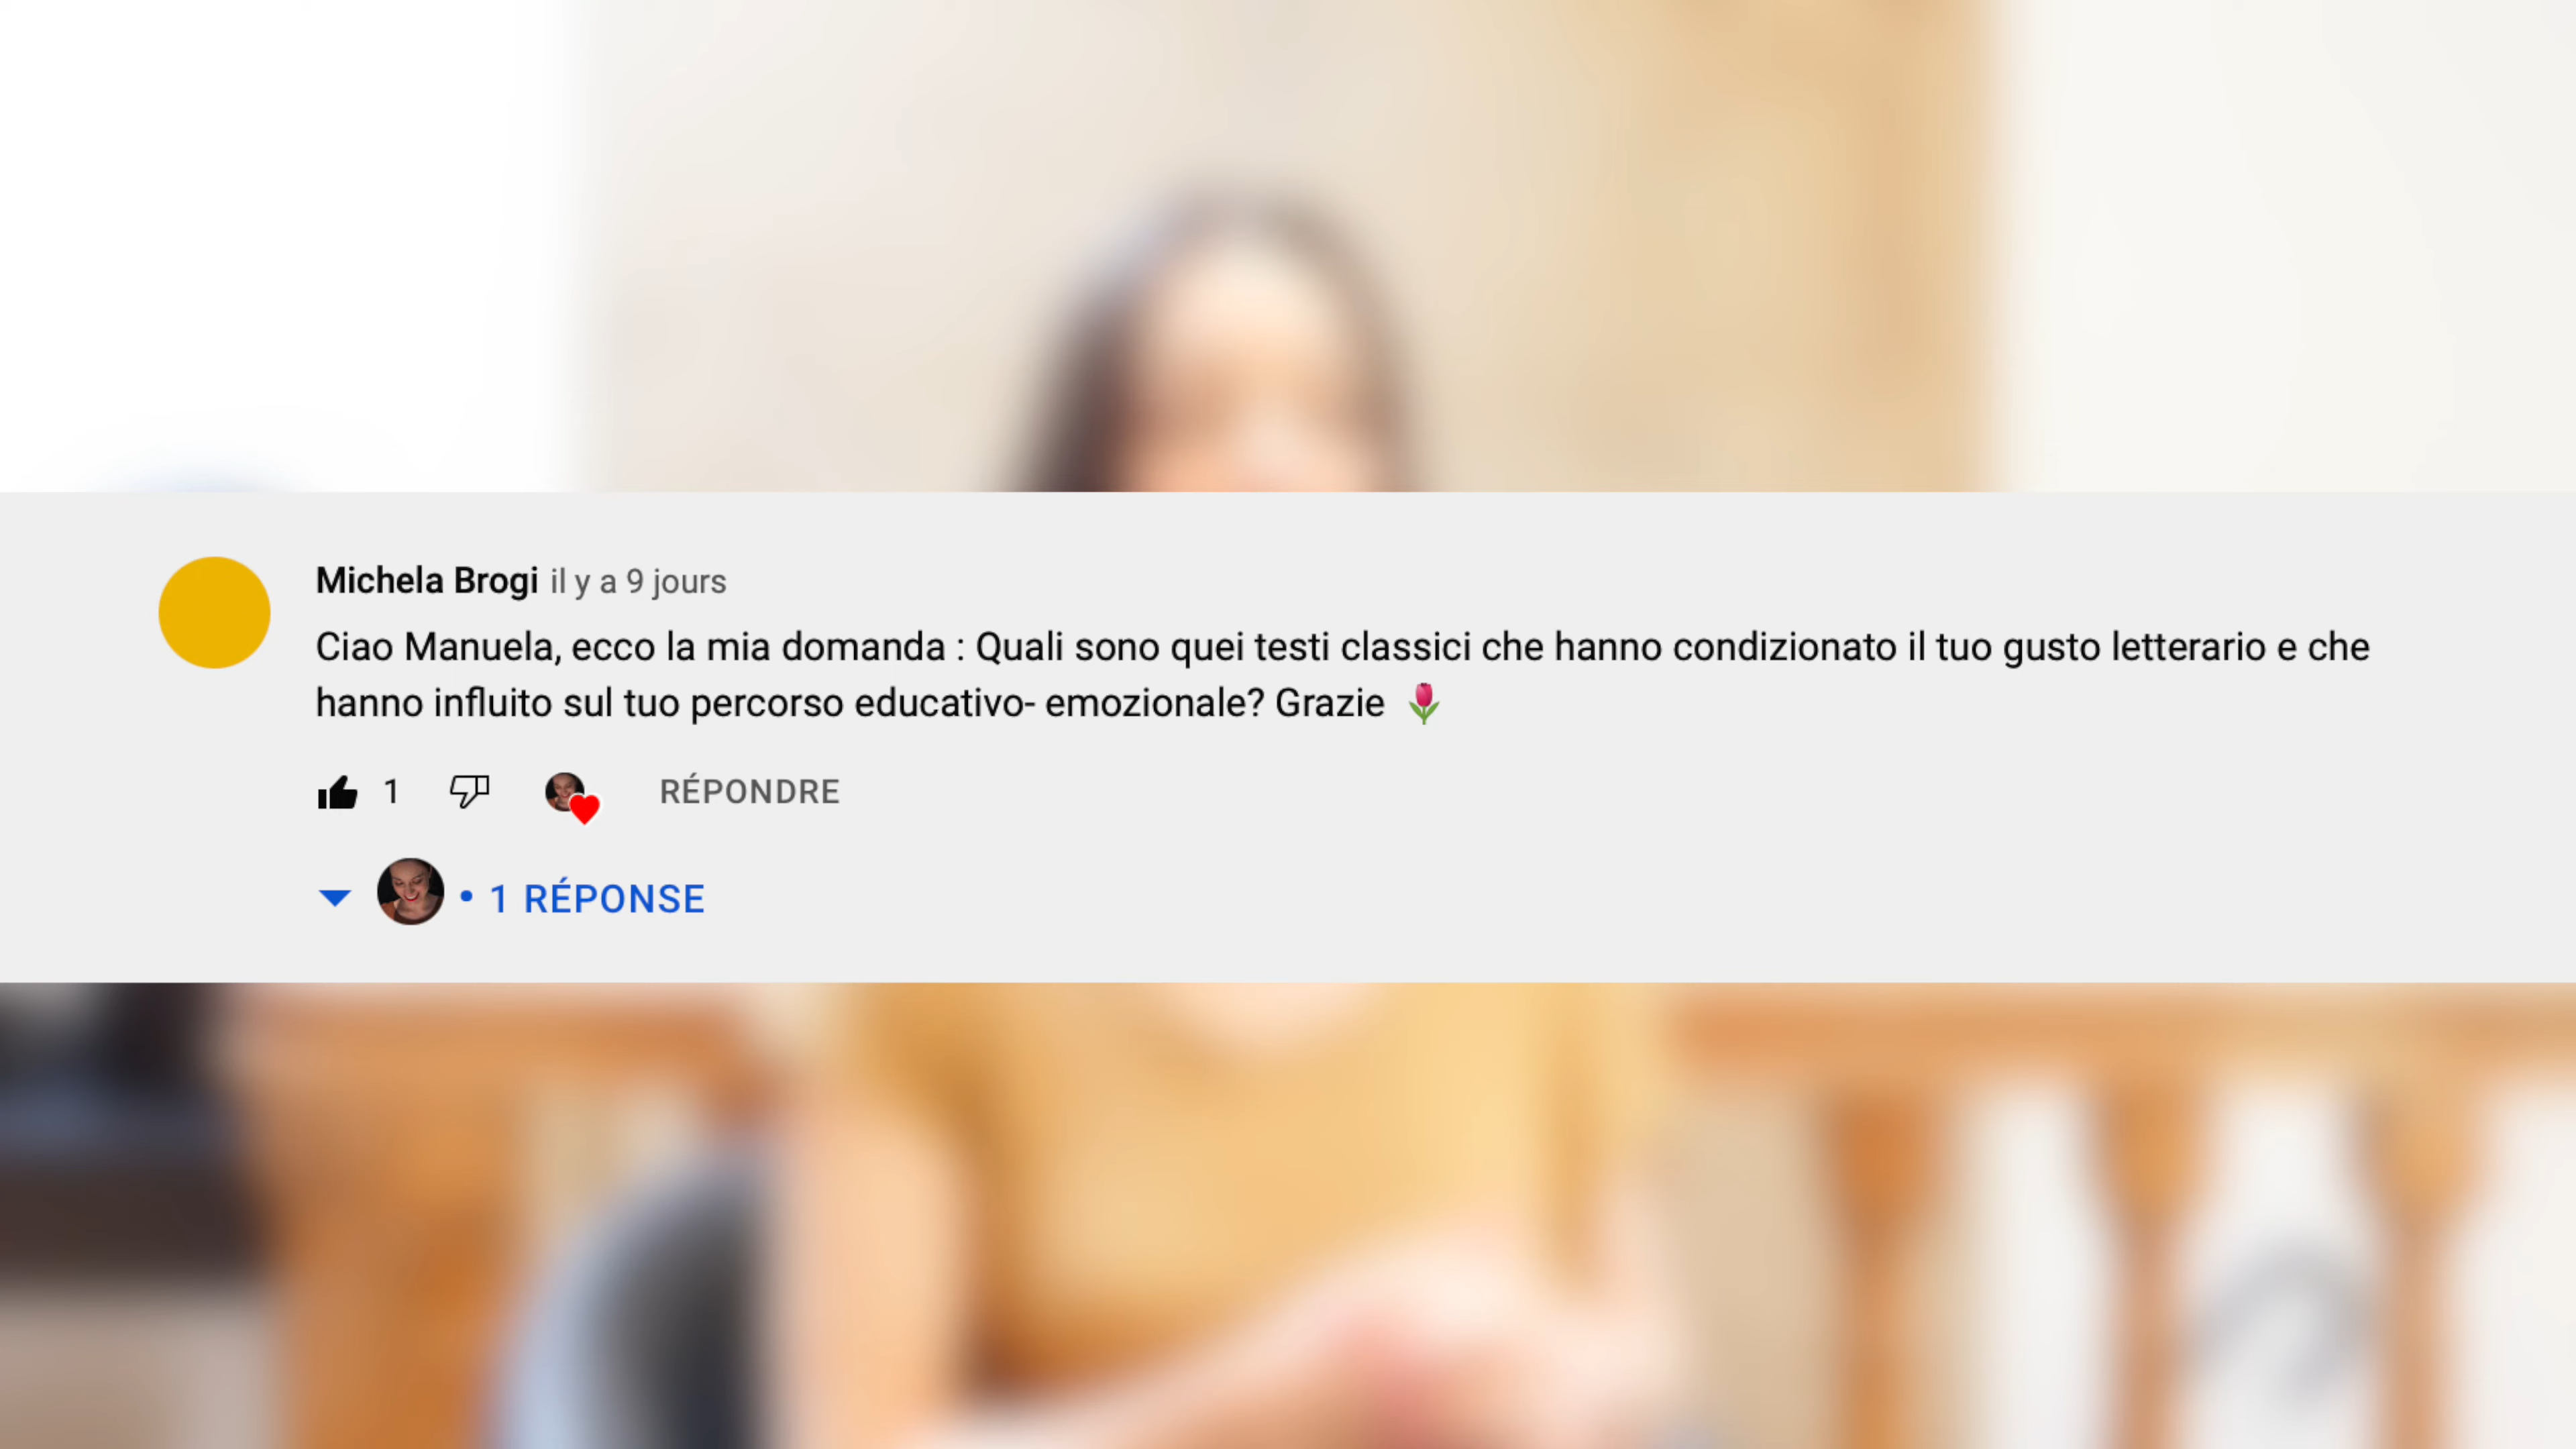 Michela Brogi il y a 9 jours
Ciao Manuela, ecco la mia domanda : Quali sono quei testi classici che hanno condizionato il tuo gusto letterario e che
hanno influito sul tuo percorso educativo- emozionale? Grazie 🌷
1 RÉPONDRE
• 1 RÉPONSE